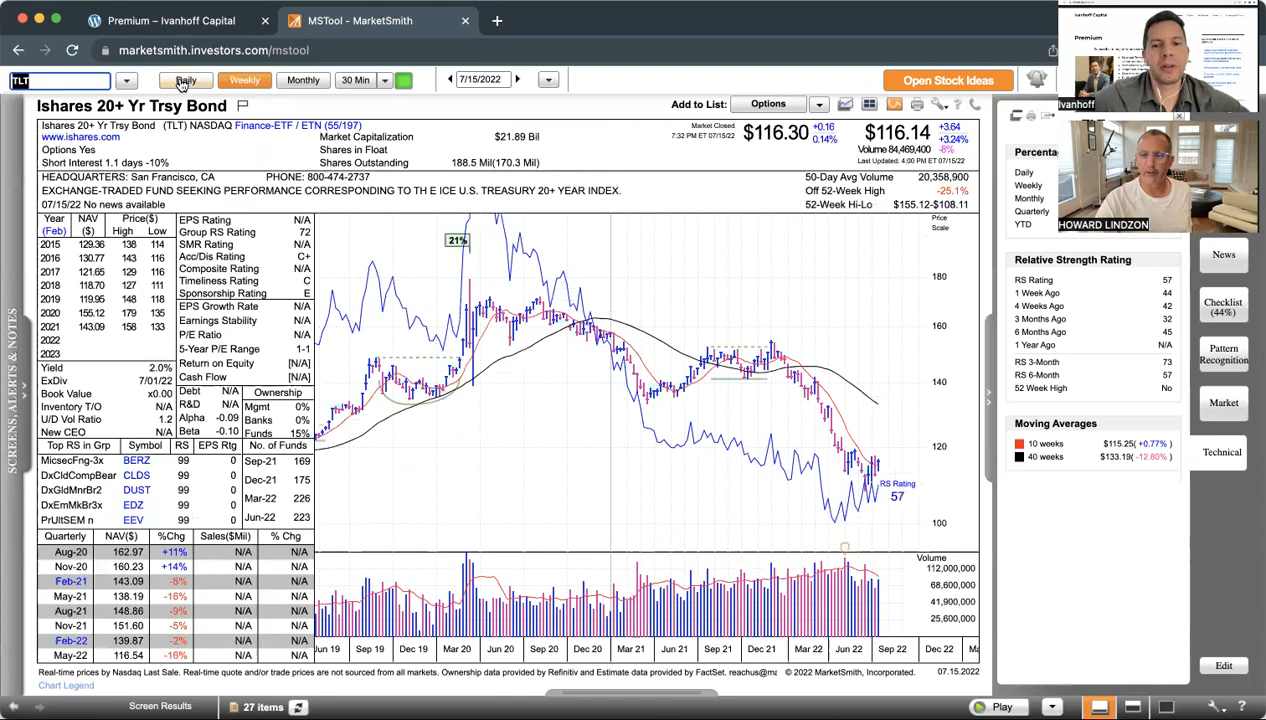 Premium – Ivanhoff Capital
MSTool - MarketSmith
marketsmith.investors.com/mstool
TLT
Daily
Weekly
Monthly
30 Min
7/15/2022
Open Stock Ideas
Ivanhoff Capital
Premium
Ivanhoff
HOWARD LINDZON
Ishares 20+ Yr Trsy Bond
Add to List:
Options
Ishares 20+ Yr Trsy Bond (TLT) NASDAQ Finance-ETF / ETN (55/197)
www.ishares.com
Market Capitalization $21.89 Bil
Options Yes
Shares in Float
Short Interest 1.1 days -10%
Shares Outstanding 188.5 Mil(170.3 Mil)
Market Closed
7:32 PM ET 07/15/22
$116.30 +0.16 0.14%
$116.14 +3.64 +3.24%
Volume 84,469,400 -8%
Last Updated: 4:00 PM ET 07/15/22
HEADQUARTERS: San Francisco, CA PHONE: 800-474-2737
EXCHANGE-TRADED FUND SEEKING PERFORMANCE CORRESPONDING TO TH E ICE U.S. TREASURY 20+ YEAR INDEX.
07/15/22 No news available
50-Day Avg Volume 20,358,900
Off 52-Week High -25.1%
52-Week Hi-Lo $155.12-$108.11
Year (Feb) NAV ($) Price($) High Low
2015 129.36 138 114
2016 130.77 143 116
2017 121.65 129 116
2018 118.70 127 111
2019 119.95 148 118
2020 155.12 179 135
2021 143.09 158 133
2022
2023
Yield 2.0%
ExDiv 7/01/22
Book Value x0.00
Inventory T/O N/A
U/D Vol Ratio 1.2
New CEO N/A
EPS Rating N/A
Group RS Rating 72
SMR Rating N/A
Acc/Dis Rating C+
Composite Rating N/A
Timeliness Rating C
Sponsorship Rating E
EPS Growth Rate N/A
Earnings Stability N/A
P/E Ratio N/A
5-Year P/E Range 1-1
Return on Equity [N/A]
Cash Flow [N/A]
Debt N/A
R&D N/A
Alpha -0.09
Beta -0.10
Ownership
Mgmt 0%
Banks 0%
Funds 15%
Top RS in Grp Symbol RS EPS Rtg
MicsecFng-3x BERZ 99 0
DxCldCompBear CLDS 99 0
DxGldMnrBr2 DUST 99 0
DxEmMkBr3x EDZ 99 0
PrUltSEM n EEV 99 0
No. of Funds
Sep-21 169
Dec-21 175
Mar-22 226
Jun-22 223
Quarterly NAV($) %Chg Sales($Mil) % Chg
Aug-20 162.97 +11% N/A N/A
Nov-20 160.23 +14% N/A N/A
Feb-21 143.09 -8% N/A N/A
May-21 138.19 -16% N/A N/A
Aug-21 148.86 -9% N/A N/A
Nov-21 151.60 -5% N/A N/A
Feb-22 139.87 -2% N/A N/A
May-22 116.54 -16% N/A N/A
21%
Price
Scale
180
160
140
120
100
RS Rating
57
Volume
112,000,000
68,600,000
41,900,000
25,600,000
Jun 19 Sep 19 Dec 19 Mar 20 Jun 20 Sep 20 Dec 20 Mar 21 Jun 21 Sep 21 Dec 21 Mar 22 Jun 22 Sep 22 Dec 22
Real-time prices by Nasdaq Last Sale. Real-time quote and/or trade prices are not sourced from all markets. Ownership data provided by Refinitiv and Estimate data provided by FactSet. reachus@ma © 2022 MarketSmith, Incorporated. 07.15.2022
Chart Legend
SCREENS, ALERTS & NOTES
Percenta
Daily
Weekly
Monthly
Quarterly
YTD
Relative Strength Rating
RS Rating 57
1 Week Ago 44
4 Weeks Ago 42
3 Months Ago 32
6 Months Ago 45
1 Year Ago N/A
RS 3-Month 73
RS 6-Month 57
52 Week High No
Moving Averages
10 weeks $115.25( +0.77%)
40 weeks $133.19( -12.80%)
News
Checklist
(44%)
Pattern
Recognition
Market
Technical
Edit
Screen Results
27 items
Play